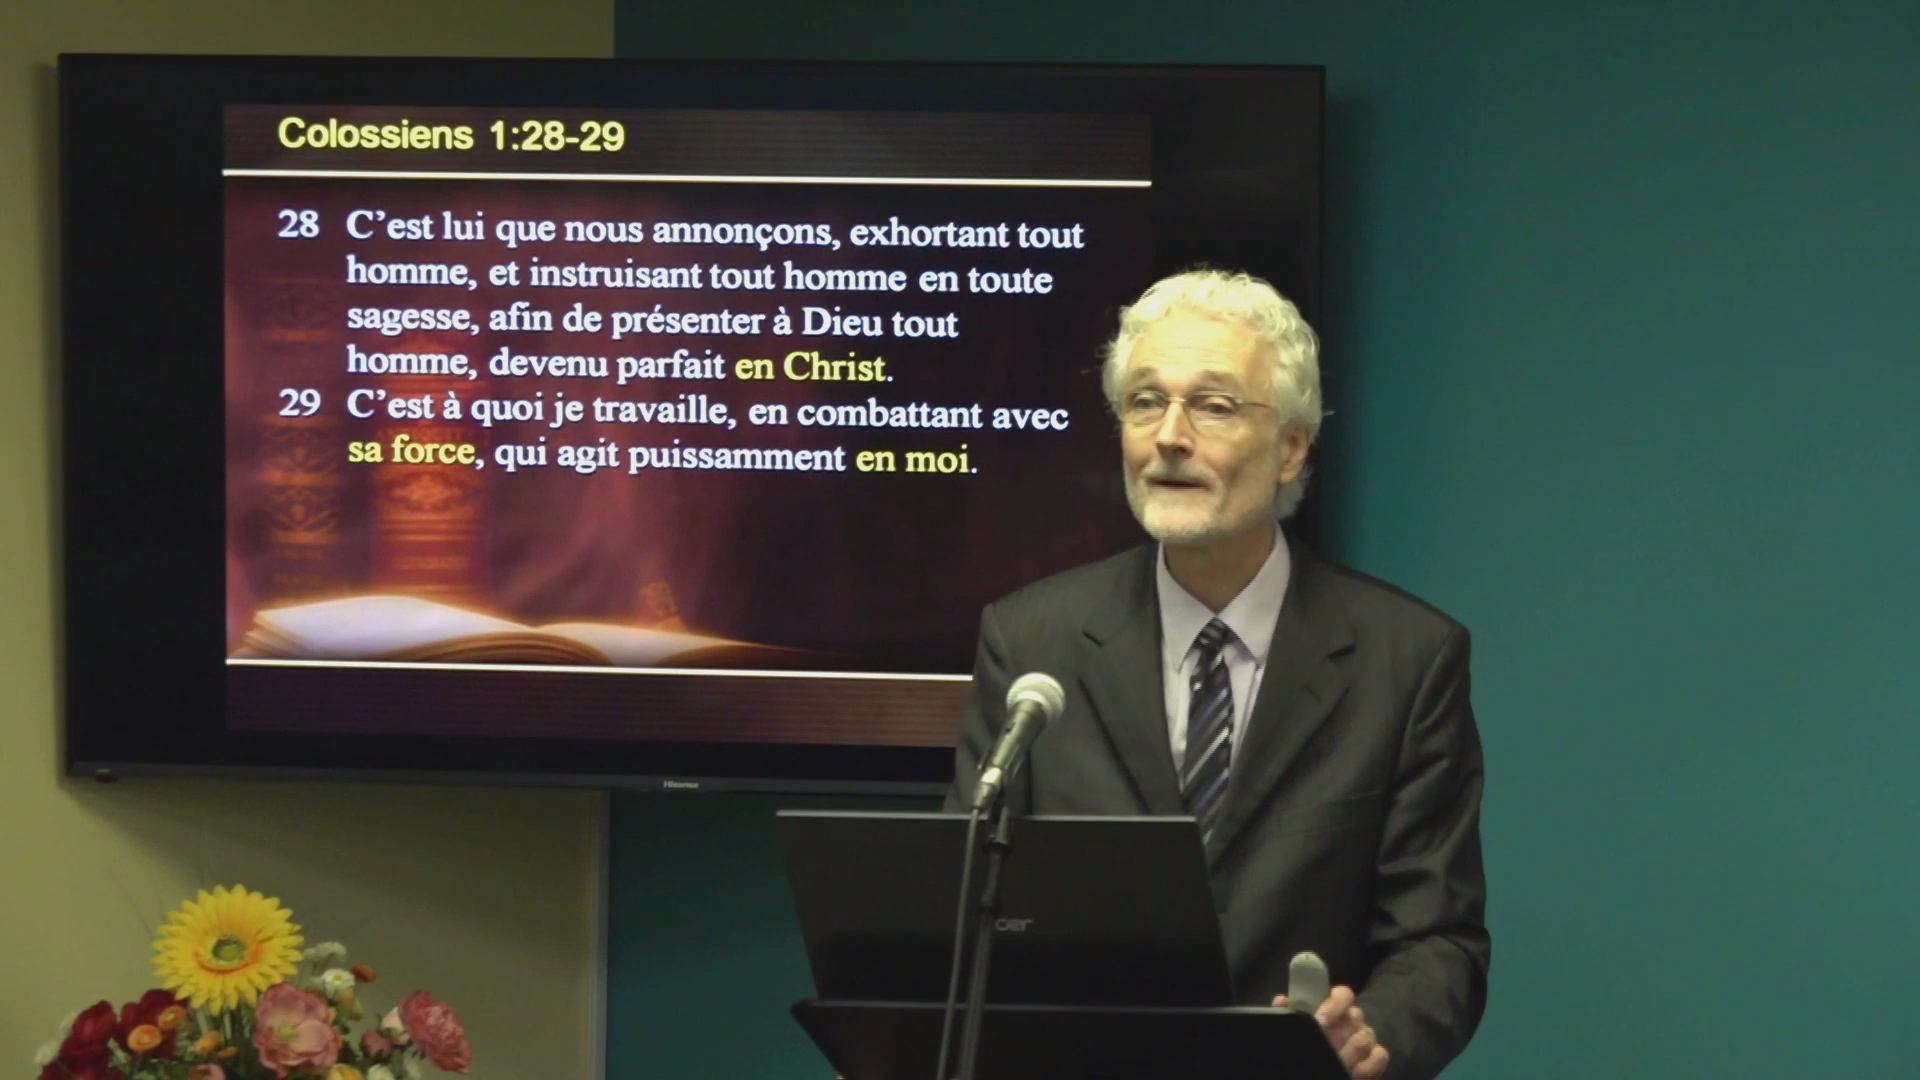 Colossiens 1:28-29
28 C’est lui que nous annonçons, exhortant tout
homme, et instruisant tout homme en toute
sagesse, afin de présenter à Dieu tout
homme, devenu parfait en Christ.
29 C’est à quoi je travaille, en combattant avec
sa force, qui agit puissamment en moi.
Hisense